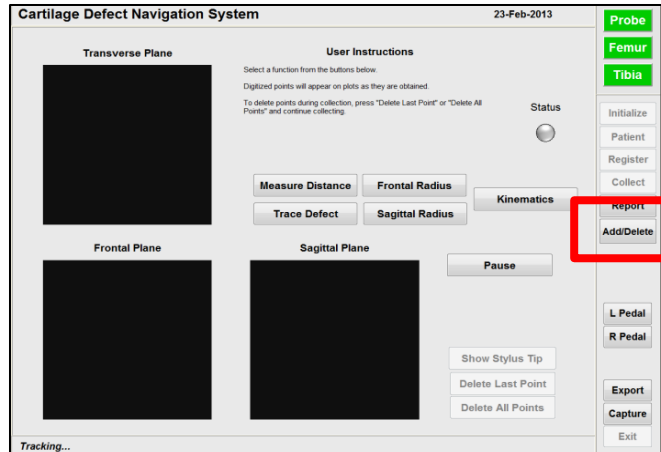 Cartilage Defect Navigation System
23-Feb-2013
Probe
Femur
Tibia
Transverse Plane
User Instructions
Select a function from the buttons below.
Digitized points will appear on plots as they are obtained.
To delete points during collection, press "Delete Last Point" or "Delete All
Points" and continue collecting.
Status
Initialize
Patient
Register
Collect
Report
Add/Delete
Measure Distance
Frontal Radius
Kinematics
Trace Defect
Sagittal Radius
Frontal Plane
Sagittal Plane
Pause
L Pedal
R Pedal
Show Stylus Tip
Delete Last Point
Delete All Points
Export
Capture
Exit
Tracking...